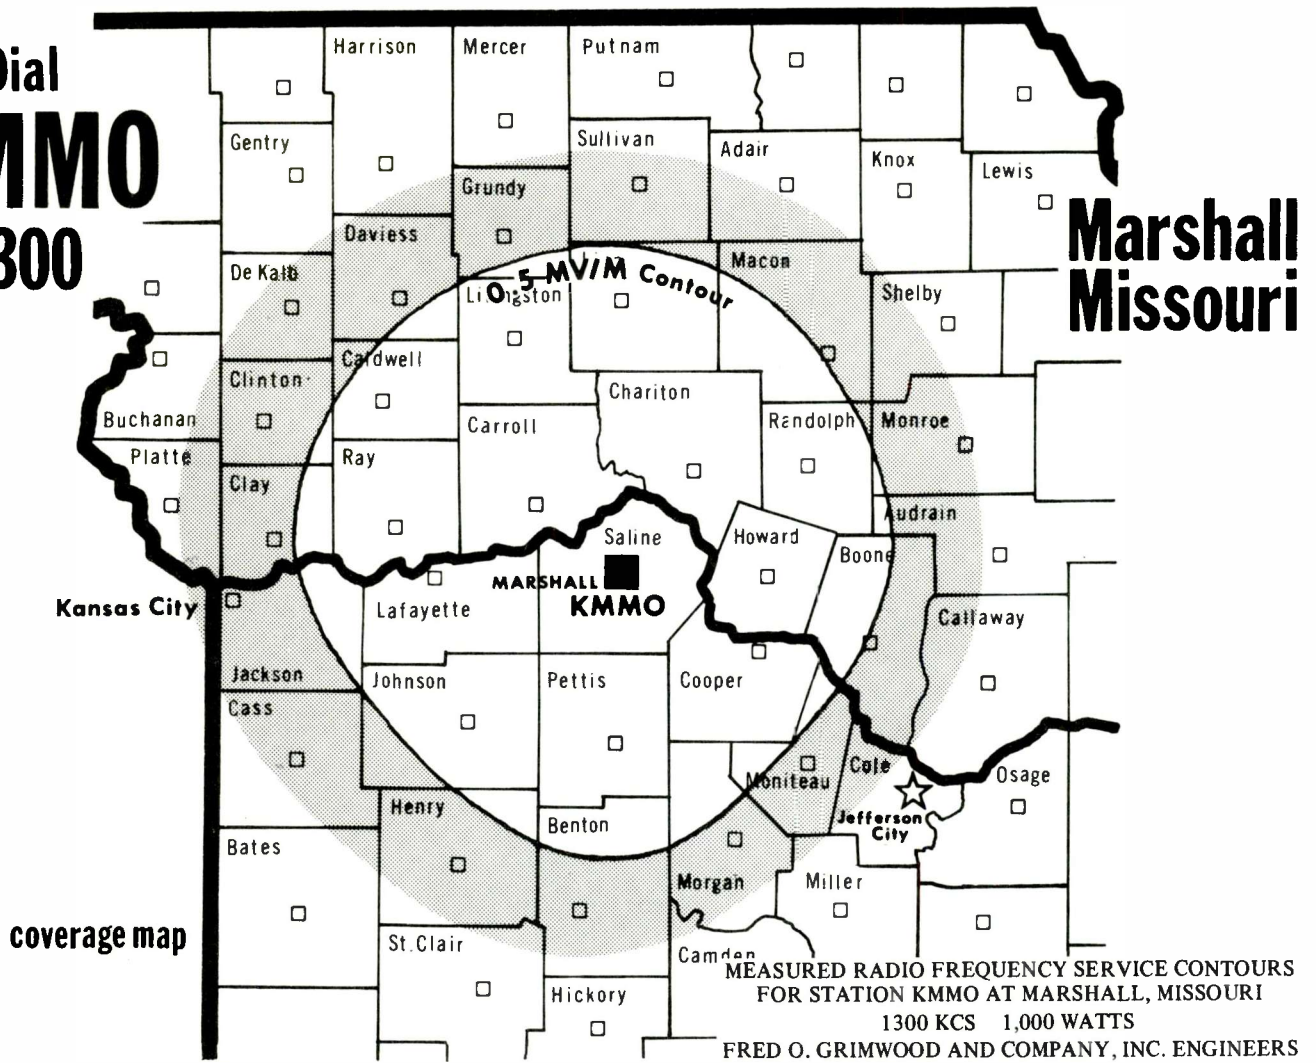 Dial
MMO
300
Marshall
Missouri
coverage map
Harrison
Mercer
Putnam
Gentry
Sullivan
Adair
Knox
Lewis
Grundy
Daviess
De Kalb
Macon
Shelby
0.5 MV/M Contour
Livingston
Caldwell
Clinton
Chariton
Buchanan
Carroll
Randolph
Monroe
Platte
Ray
Clay
Audrain
Saline
Howard
Boone
MARSHALL
KMMO
Kansas City
Lafayette
Callaway
Jackson
Johnson
Pettis
Cooper
Cass
Moniteau
Cole
Osage
Henry
Benton
Jefferson
City
Bates
Morgan
Miller
St.Clair
Camden
Hickory
MEASURED RADIO FREQUENCY SERVICE CONTOURS
FOR STATION KMMO AT MARSHALL, MISSOURI
1300 KCS 1,000 WATTS
FRED O. GRIMWOOD AND COMPANY, INC. ENGINEERS